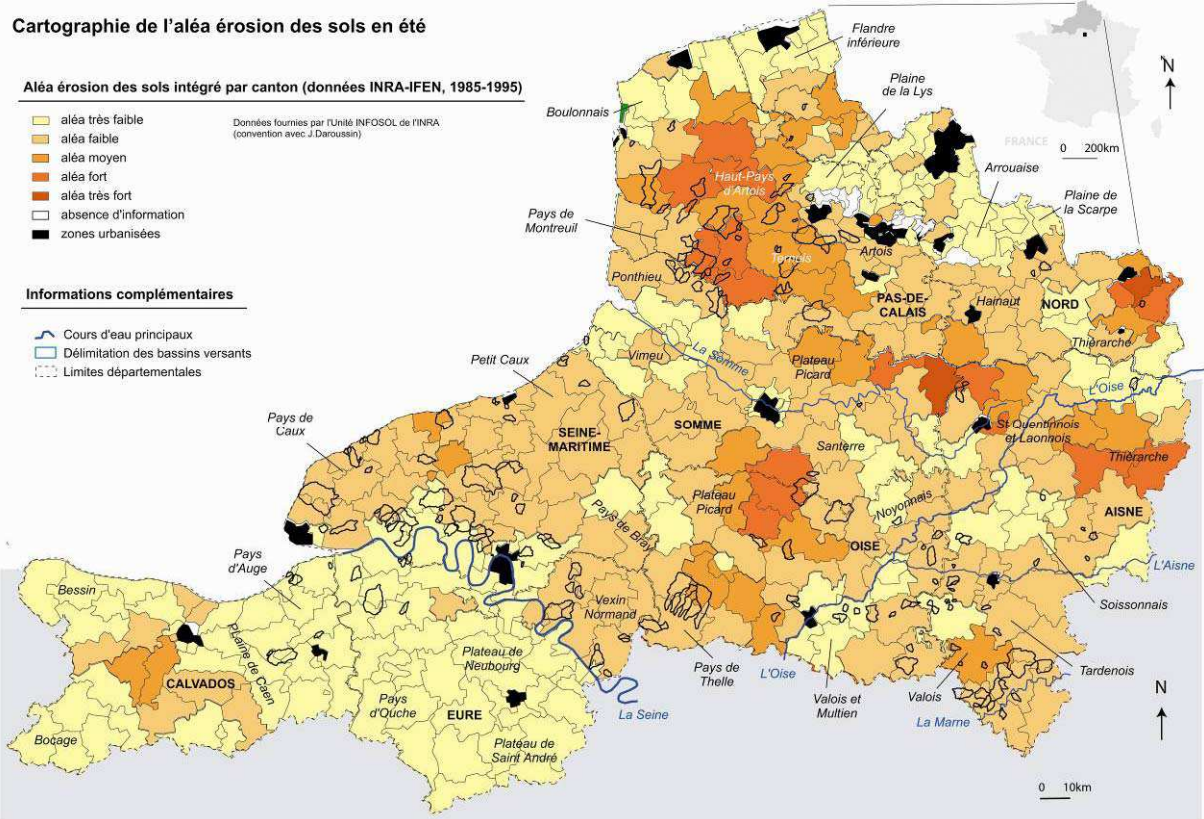 Cartographie de l'aléa érosion des sols en été
Aléa érosion des sols intégré par canton (données INRA-IFEN, 1985-1995)
aléa très faible
aléa faible
aléa moyen
aléa fort
aléa très fort
absence d'information
zones urbanisées
Données fournies par l'Unité INFOSOL de l'INRA
(convention avec J.Daroussin)
Informations complémentaires
Cours d'eau principaux
Délimitation des bassins versants
Limites départementales
FRANCE
0 200km
N
Flandre
inférieure
Plaine
de la Lys
Boulonnais
Arrouaise
Plaine de
la Scarpe
Haut-Pays
d'Artois
Pays de
Montreuil
Ternois
Artois
Ponthieu
PAS-DE-
CALAIS
Hainaut
NORD
Thièrache
Petit Caux
Vimeu
La Somme
Plateau
Picard
L'Oise
Pays de
Caux
SEINE-
MARITIME
SOMME
Santerre
St Quentinnois
et Laonnois
Thièrache
Plateau
Picard
Noyonnais
AISNE
Pays de Bray
OISE
Pays
d'Auge
L'Aisne
Bessin
Vexin
Normand
Soissonnais
PLaine de Caen
Plateau de
Neubourg
Pays de
Thelle
L'Oise
Tardenois
CALVADOS
Pays
d'Ouche
EURE
La Seine
Valois et
Multien
Valois
La Marne
N
Bocage
Plateau de
Saint André
0 10km